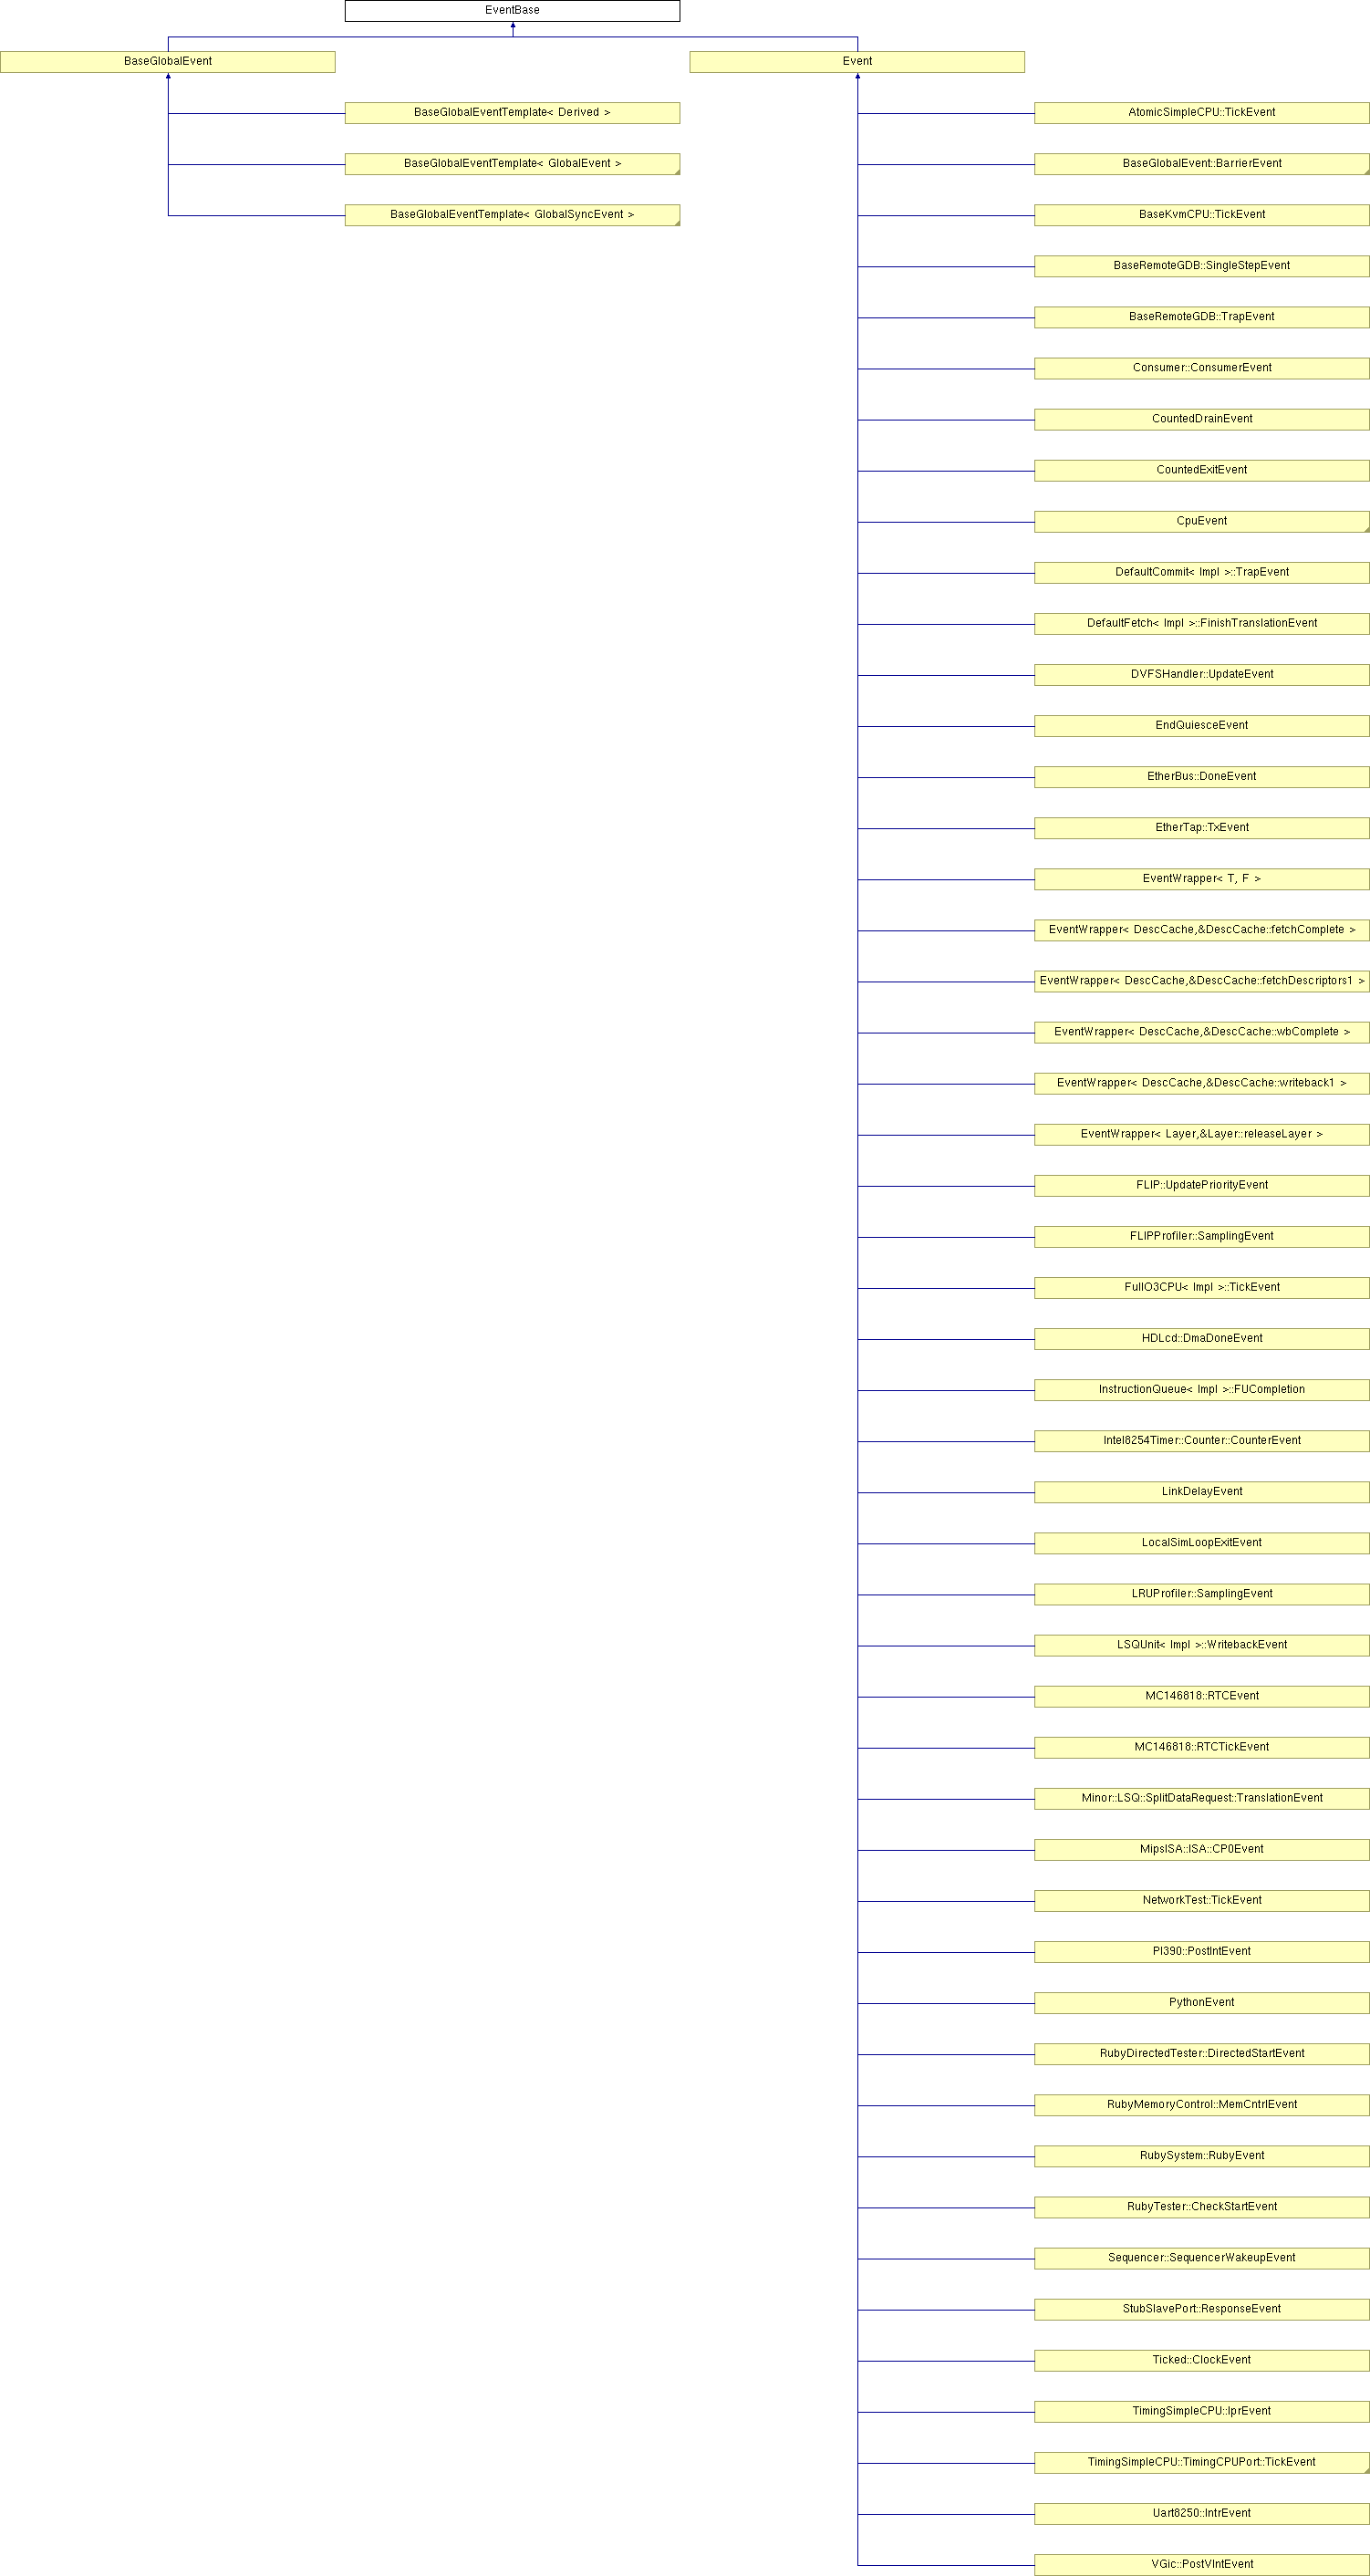 EventBase
BaseGlobalEvent
Event
BaseGlobalEventTemplate< Derived >
AtomicSimpleCPU::TickEvent
BaseGlobalEventTemplate< GlobalEvent >
BaseGlobalEvent::BarrierEvent
BaseGlobalEventTemplate< GlobalSyncEvent >
BaseKvmCPU::TickEvent
BaseRemoteGDB::SingleStepEvent
BaseRemoteGDB::TrapEvent
Consumer::ConsumerEvent
CountedDrainEvent
CountedExitEvent
CpuEvent
DefaultCommit< Impl >::TrapEvent
DefaultFetch< Impl >::FinishTranslationEvent
DVFSHandler::UpdateEvent
EndQuiesceEvent
EtherBus::DoneEvent
EtherTap::TxEvent
EventWrapper< T, F >
EventWrapper< DescCache,&DescCache::fetchComplete >
EventWrapper< DescCache,&DescCache::fetchDescriptors1 >
EventWrapper< DescCache,&DescCache::wbComplete >
EventWrapper< DescCache,&DescCache::writeback1 >
EventWrapper< Layer,&Layer::releaseLayer >
FLIP::UpdatePriorityEvent
FLIPProfiler::SamplingEvent
FullO3CPU< Impl >::TickEvent
HDLcd::DmaDoneEvent
InstructionQueue< Impl >::FUCompletion
Intel8254Timer::Counter::CounterEvent
LinkDelayEvent
LocalSimLoopExitEvent
LRUProfiler::SamplingEvent
LSQUnit< Impl >::WritebackEvent
MC146818::RTCEvent
MC146818::RTCTickEvent
Minor::LSQ::SplitDataRequest::TranslationEvent
MipsISA::ISA::CP0Event
NetworkTest::TickEvent
Pl390::PostIntEvent
PythonEvent
RubyDirectedTester::DirectedStartEvent
RubyMemoryControl::MemCntrlEvent
RubySystem::RubyEvent
RubyTester::CheckStartEvent
Sequencer::SequencerWakeupEvent
StubSlavePort::ResponseEvent
Ticked::ClockEvent
TimingSimpleCPU::IprEvent
TimingSimpleCPU::TimingCPUPort::TickEvent
Uart8250::IntrEvent
VGic::PostVIntEvent